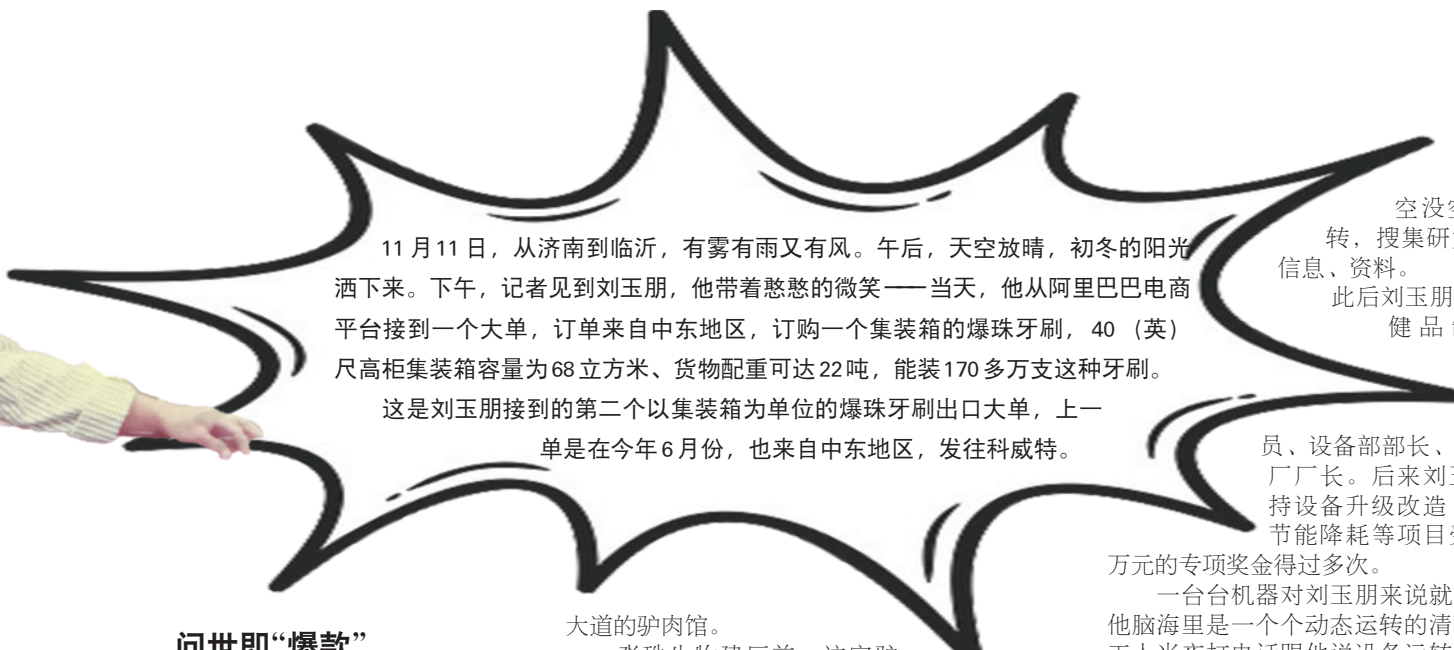 11月11日，从济南到临沂，有雾有雨又有风。午后，天空放晴，初冬的阳光
洒下来。下午，记者见到刘玉朋，他带着憨憨的微笑——当天，他从阿里巴巴电商
平台接到一个大单，订单来自中东地区，订购一个集装箱的爆珠牙刷，40（英）
尺高柜集装箱容量为68立方米、货物配重可达22吨，能装170多万支这种牙刷。
这是刘玉朋接到的第二个以集装箱为单位的爆珠牙刷出口大单，上一
单是在今年6月份，也来自中东地区，发往科威特。
问世即“爆款”
大道的驴肉馆。
空没
转，搜集研
信息、资料。
此后刘玉朋
健品
员、设备部部长、
厂厂长。后来刘
持设备升级改造
节能降耗等项目
万元的专项奖金得过多次。
一台台机器对刘玉朋来说就
他脑海里是一个个动态运转的清